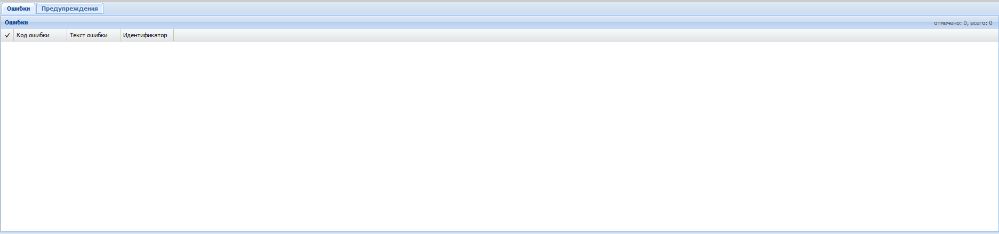 Ошибки Предупреждения
Ошибки отмечено: 0, всего: 0
Код ошибки Текст ошибки Идентификатор